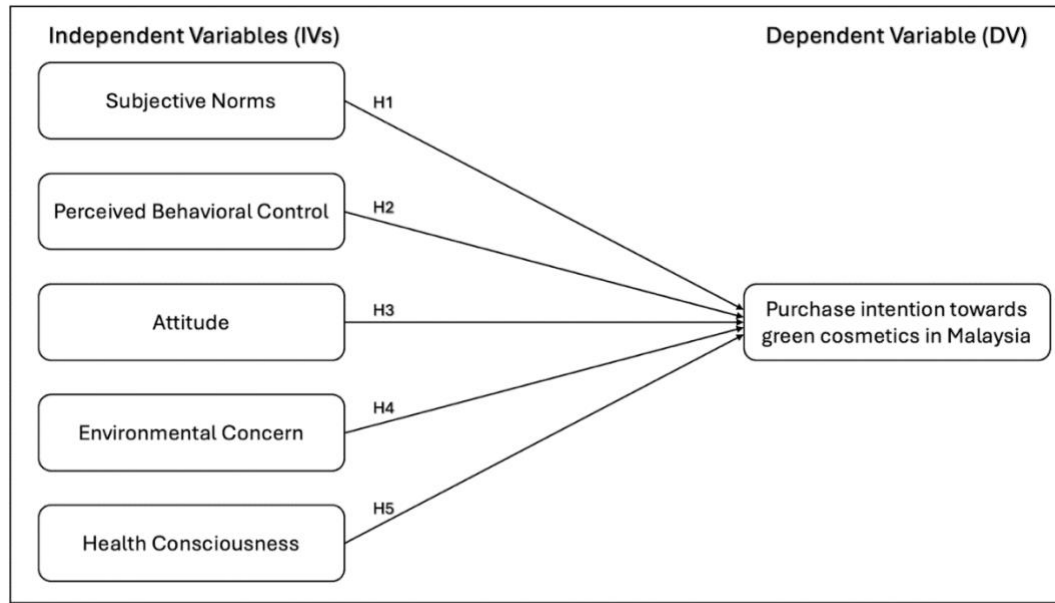 Independent Variables (IVs)
Dependent Variable (DV)
Subjective Norms
H1
Perceived Behavioral Control
H2
Attitude
H3
Purchase intention towards
green cosmetics in Malaysia
Environmental Concern
H4
Health Consciousness
H5